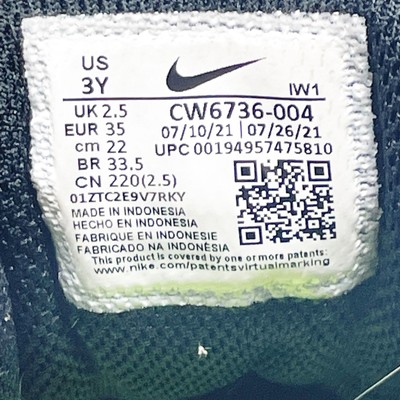 US
3Y
IW1
UK 2.5
CW6736-004
EUR 35
07/10/21 | 07/26/21
cm 22
UPC 00194957475810
BR 33.5
CN 220(2.5)
01ZTC2E9V7RKY
MADE IN INDONESIA
HECHO EN INDONESIA
FABRIQUE EN INDONESIE
FABRICADO NA INDONÉSIA
This product is covered by one or more patents:
www.nike.com/patentsvirtualmarking